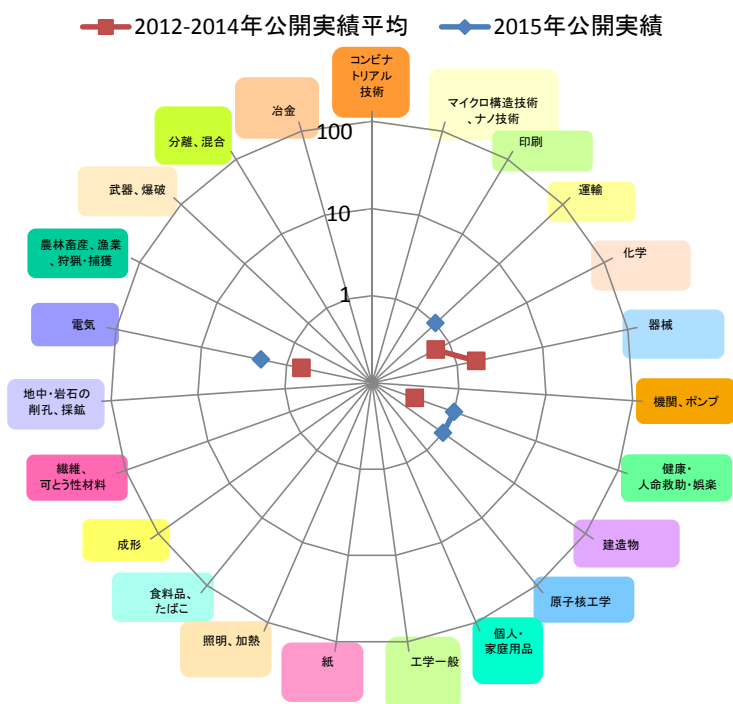 2012-2014年公開実績平均
2015年公開実績
コンビナ
トリアル
技術
マイクロ構造技術
、ナノ技術
印刷
運輸
化学
器械
機関、ポンプ
健康・
人命救助・娯楽
建造物
原子核工学
個人・
家庭用品
工学一般
紙
照明、加熱
食料品、
たばこ
成形
繊維、
可とう性材料
地中・岩石の
削孔、採鉱
電気
農林畜産、漁業
、狩猟・捕獲
武器、爆破
分離、混合
冶金
100
10
1